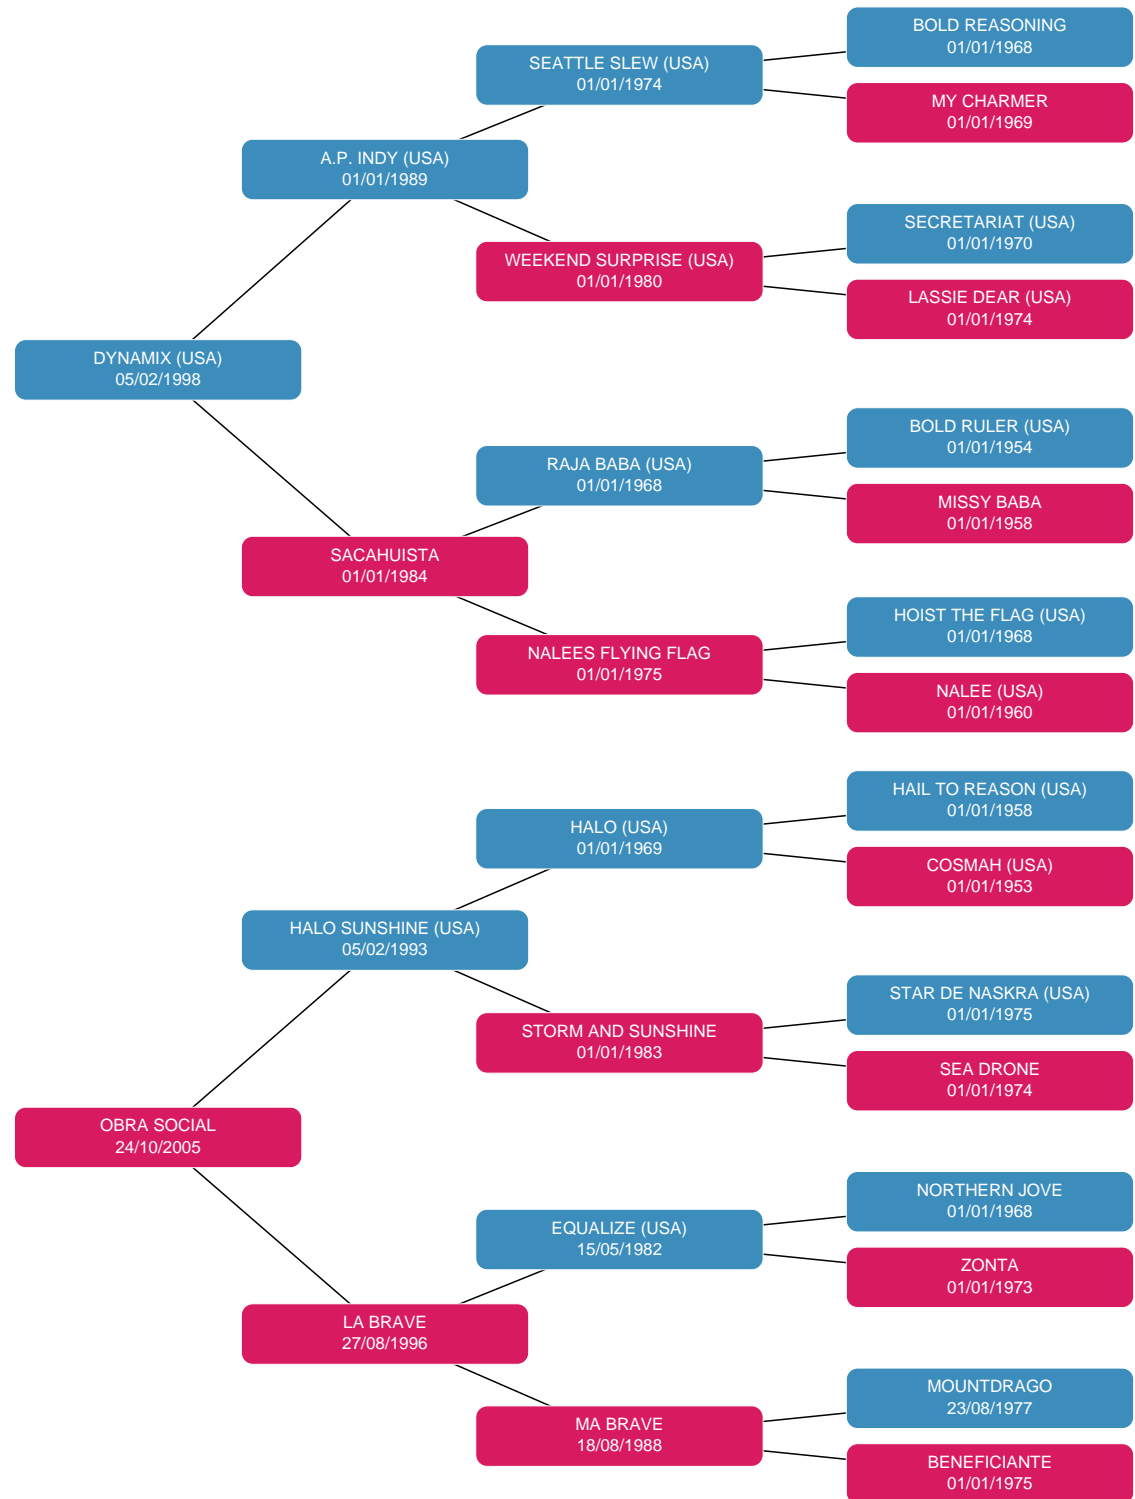 BOLD REASONING
01/01/1968
SEATTLE SLEW (USA)
01/01/1974
MY CHARMER
01/01/1969
A.P. INDY (USA)
01/01/1989
SECRETARIAT (USA)
01/01/1970
WEEKEND SURPRISE (USA)
01/01/1980
LASSIE DEAR (USA)
01/01/1974
DYNAMIX (USA)
05/02/1998
BOLD RULER (USA)
01/01/1954
RAJA BABA (USA)
01/01/1968
MISSY BABA
01/01/1958
SACAHUISTA
01/01/1984
HOIST THE FLAG (USA)
01/01/1968
NALEES FLYING FLAG
01/01/1975
NALEE (USA)
01/01/1960
HAIL TO REASON (USA)
01/01/1958
HALO (USA)
01/01/1969
COSMAH (USA)
01/01/1953
HALO SUNSHINE (USA)
05/02/1993
STAR DE NASKRA (USA)
01/01/1975
STORM AND SUNSHINE
01/01/1983
SEA DRONE
01/01/1974
OBRA SOCIAL
24/10/2005
NORTHERN JOVE
01/01/1968
EQUALIZE (USA)
15/05/1982
ZONTA
01/01/1973
LA BRAVE
27/08/1996
MOUNTDRAGO
23/08/1977
MA BRAVE
18/08/1988
BENEFICIANTE
01/01/1975